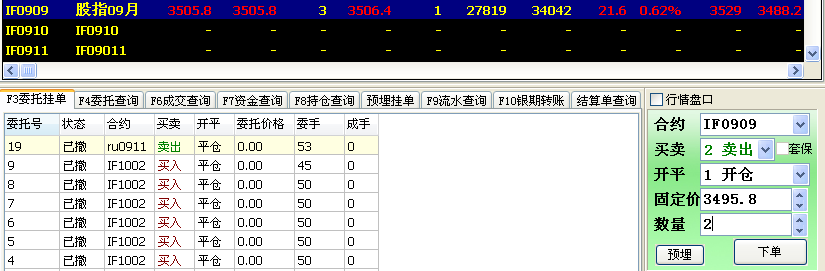 IF0909 股指09月 3505.8 3505.8 3 3506.4 1 27819 34042 21.6 0.62% 3529 3488.2
IF0910 IF0910 - - - - - - - - - - -
IF0911 IF09011 - - - - - - - - - - -
F3委托挂单 F4委托查询 F6成交查询 F7资金查询 F8持仓查询 预埋挂单 F9流水查询 F10银期转账 结算单查询
委托号 状态 合约 买卖 开平 委托价格 委手 成手
19 已撤 ru0911 卖出 平仓 0.00 53 0
9 已撤 IF1002 买入 平仓 0.00 45 0
8 已撤 IF1002 买入 平仓 0.00 50 0
7 已撤 IF1002 买入 平仓 0.00 50 0
6 已撤 IF1002 买入 平仓 0.00 50 0
5 已撤 IF1002 买入 平仓 0.00 50 0
4 已撤 IF1002 买入 平仓 0.00 50 0
行情盘口
合约 IF0909
买卖 2 卖出 套保
开平 1 开仓
固定价 3495.8
数量 2
预埋 下单